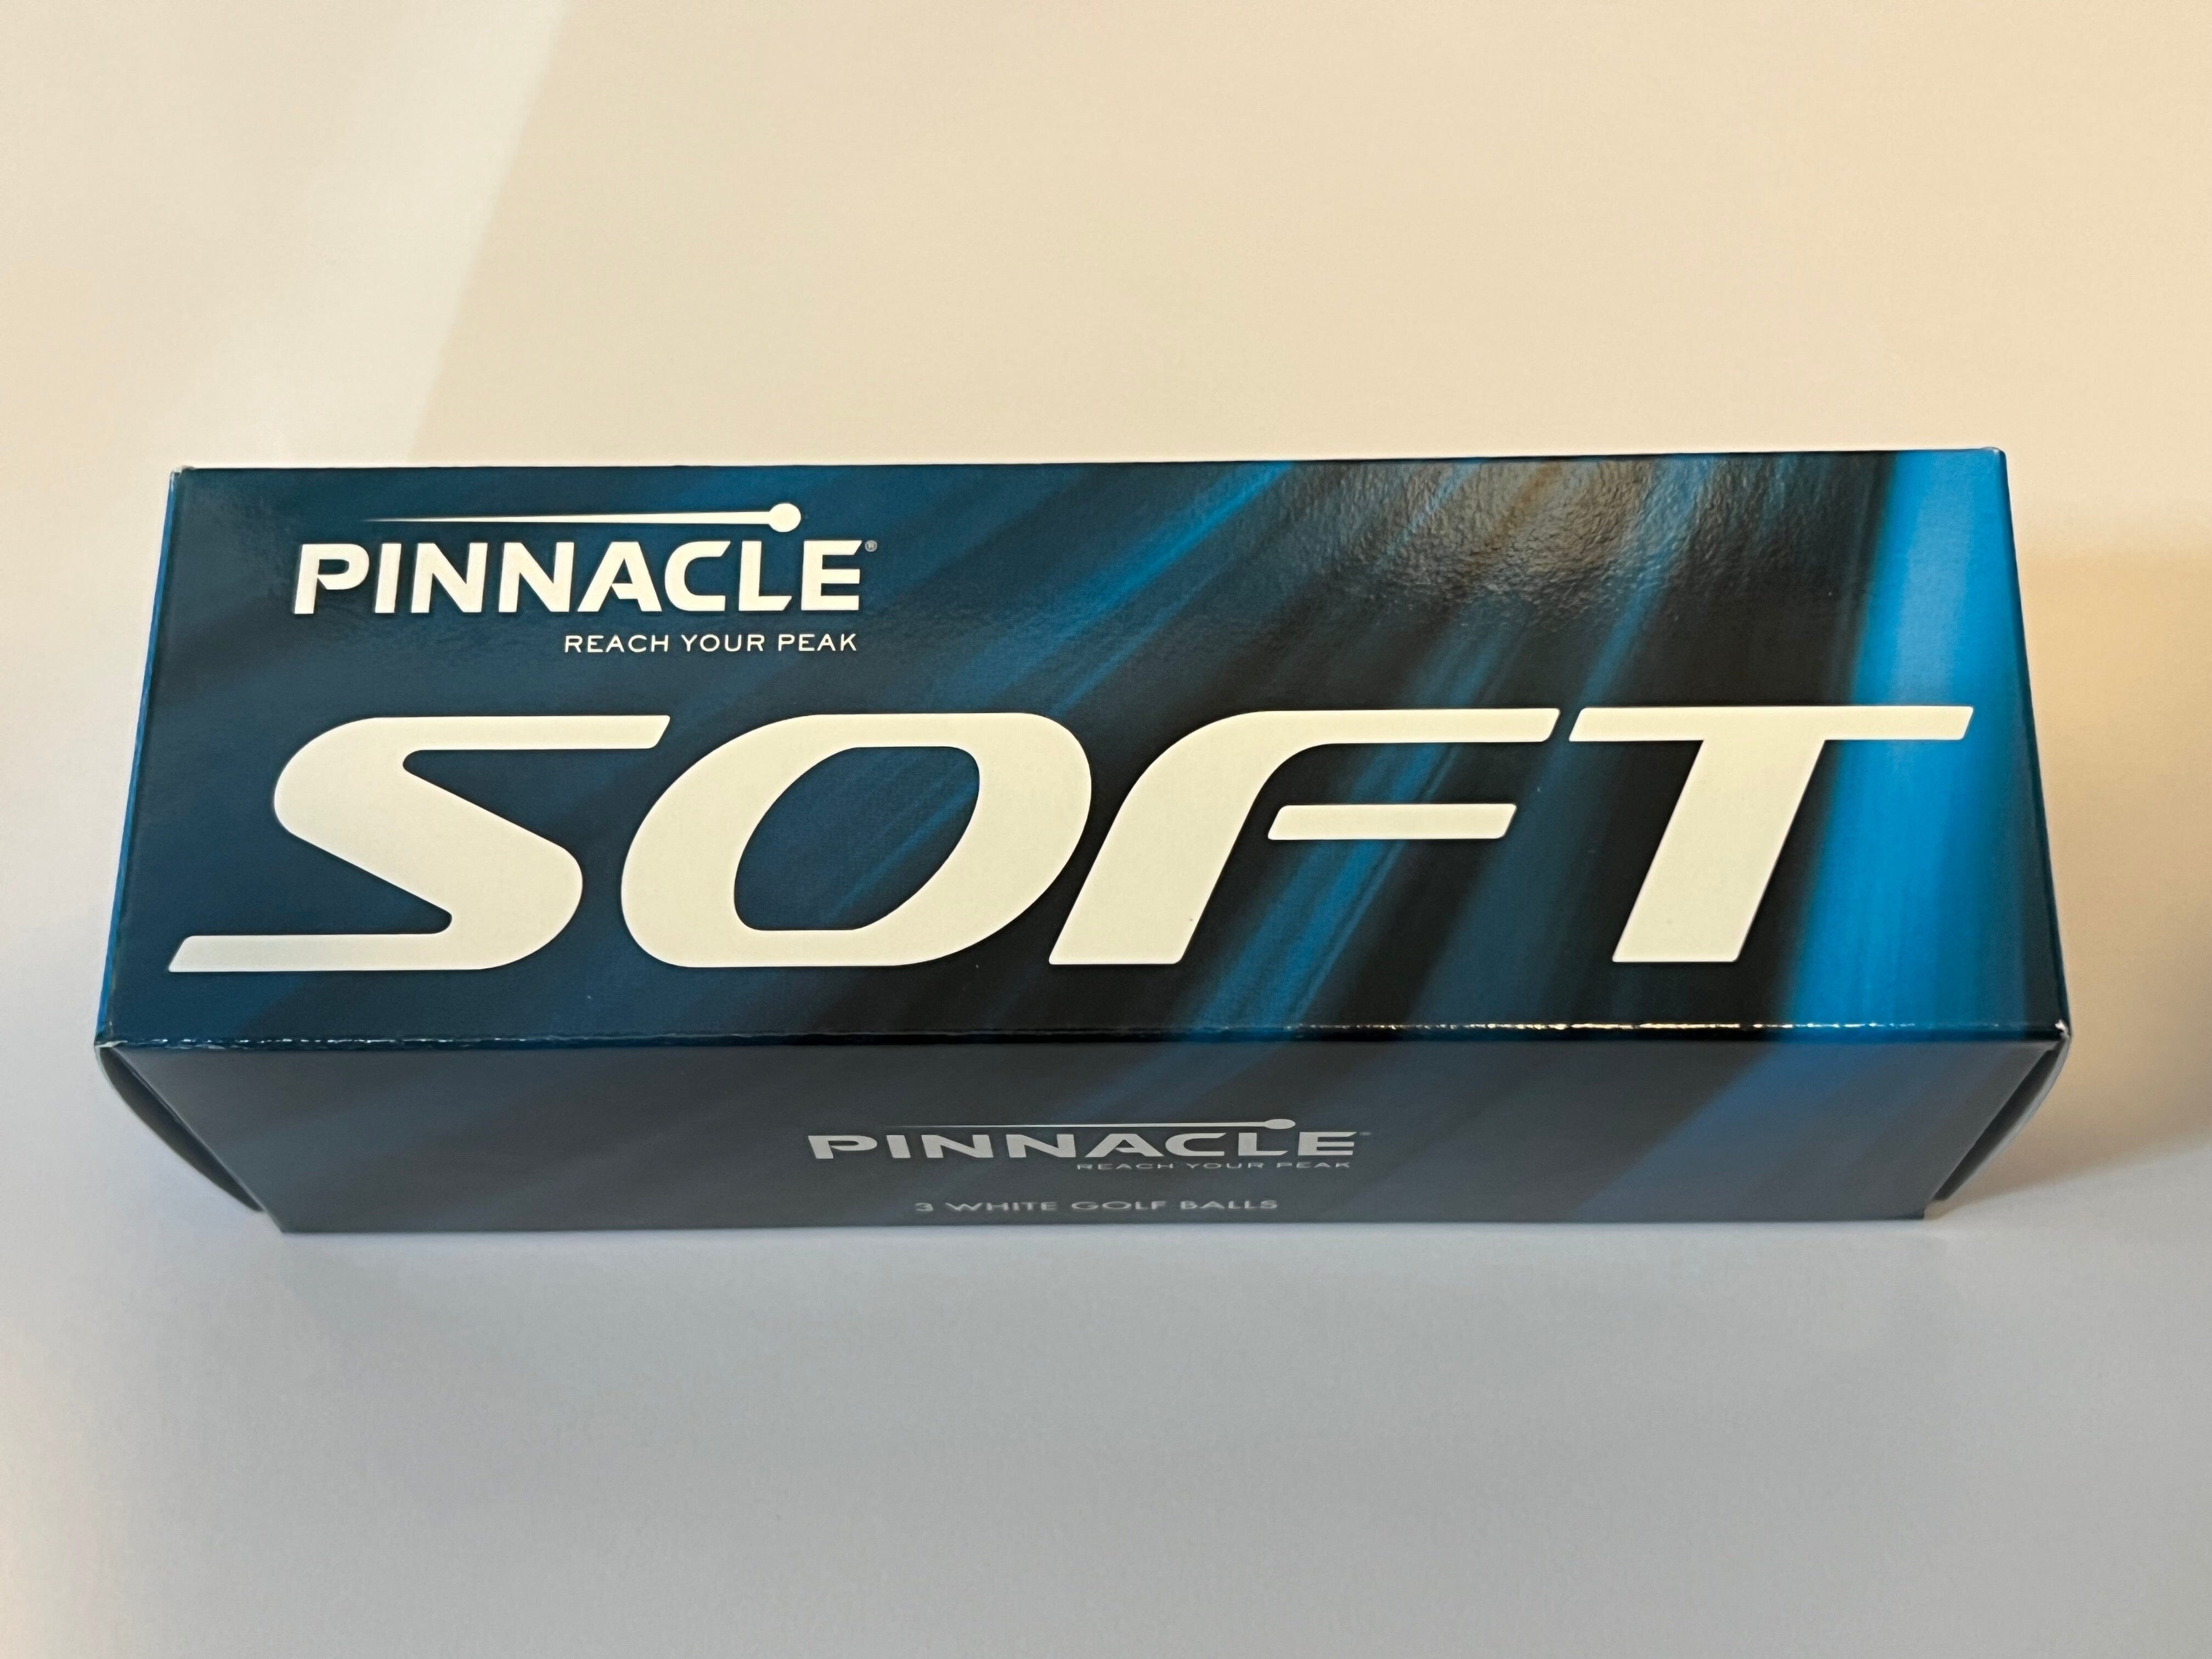 PINNACLE®
REACH YOUR PEAK
SOFT
PINNACLE
REACH YOUR PEAK
3 WHITE GOLF BALLS